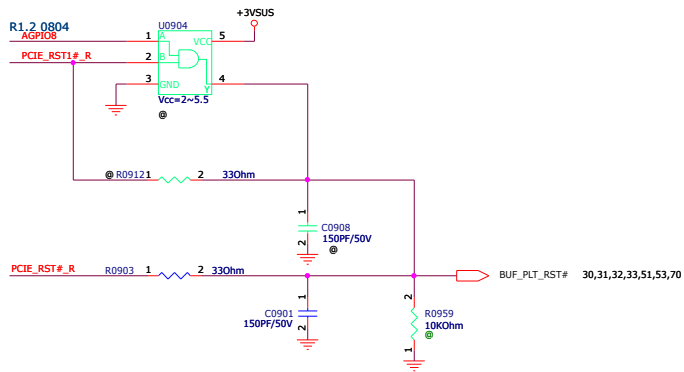 +3VSUS
R1.2 0804
U0904
AGPIO8
1
A
VCC
5
PCIE_RST1#_R
2
B
3
GND
4
Y
Vcc=2~5.5
@
@ R0912 1
2
33Ohm
1
C0908
150PF/50V
2
@
PCIE_RST#_R
R0903
1
2
33Ohm
BUF_PLT_RST#
30,31,32,33,51,53,70
1
C0901
150PF/50V
2
2
R0959
10KOhm
@
1